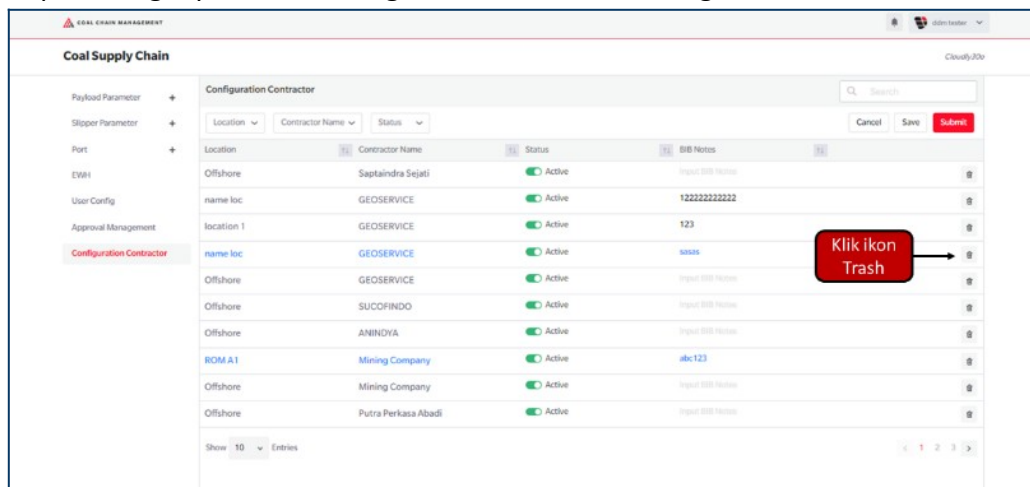 COAL CHAIN MANAGEMENT
ddm tester
Coal Supply Chain
Cloudly,30o
Payload Parameter +
Slipper Parameter +
Port +
EWH
User Config
Approval Management
Configuration Contractor
Configuration Contractor
Search
Location Contractor Name Status
Cancel Save Submit
Location Contractor Name Status BIB Notes
Offshore Saptaindra Sejati Active Input BIB Notes
name loc GEOSERVICE Active 122222222222
location 1 GEOSERVICE Active 123
name loc GEOSERVICE Active sasas
Offshore GEOSERVICE Active Input BIB Notes
Offshore SUCOFINDO Active Input BIB Notes
Offshore ANINDYA Active Input BIB Notes
ROM A1 Mining Company Active abc123
Offshore Mining Company Active Input BIB Notes
Offshore Putra Perkasa Abadi Active Input BIB Notes
Klik ikon
Trash
Show 10 Entries
< 1 2 3 >